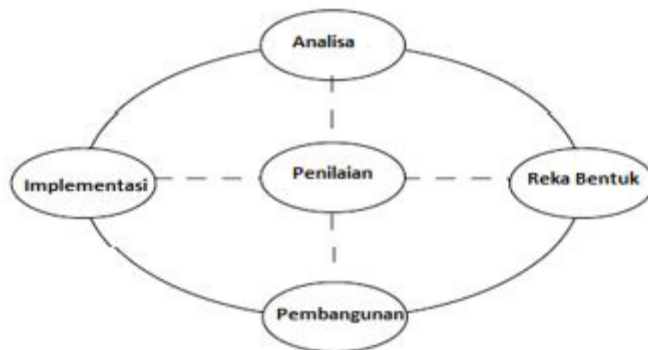 Analisa
Implementasi
Penilaian
Reka Bentuk
Pembangunan